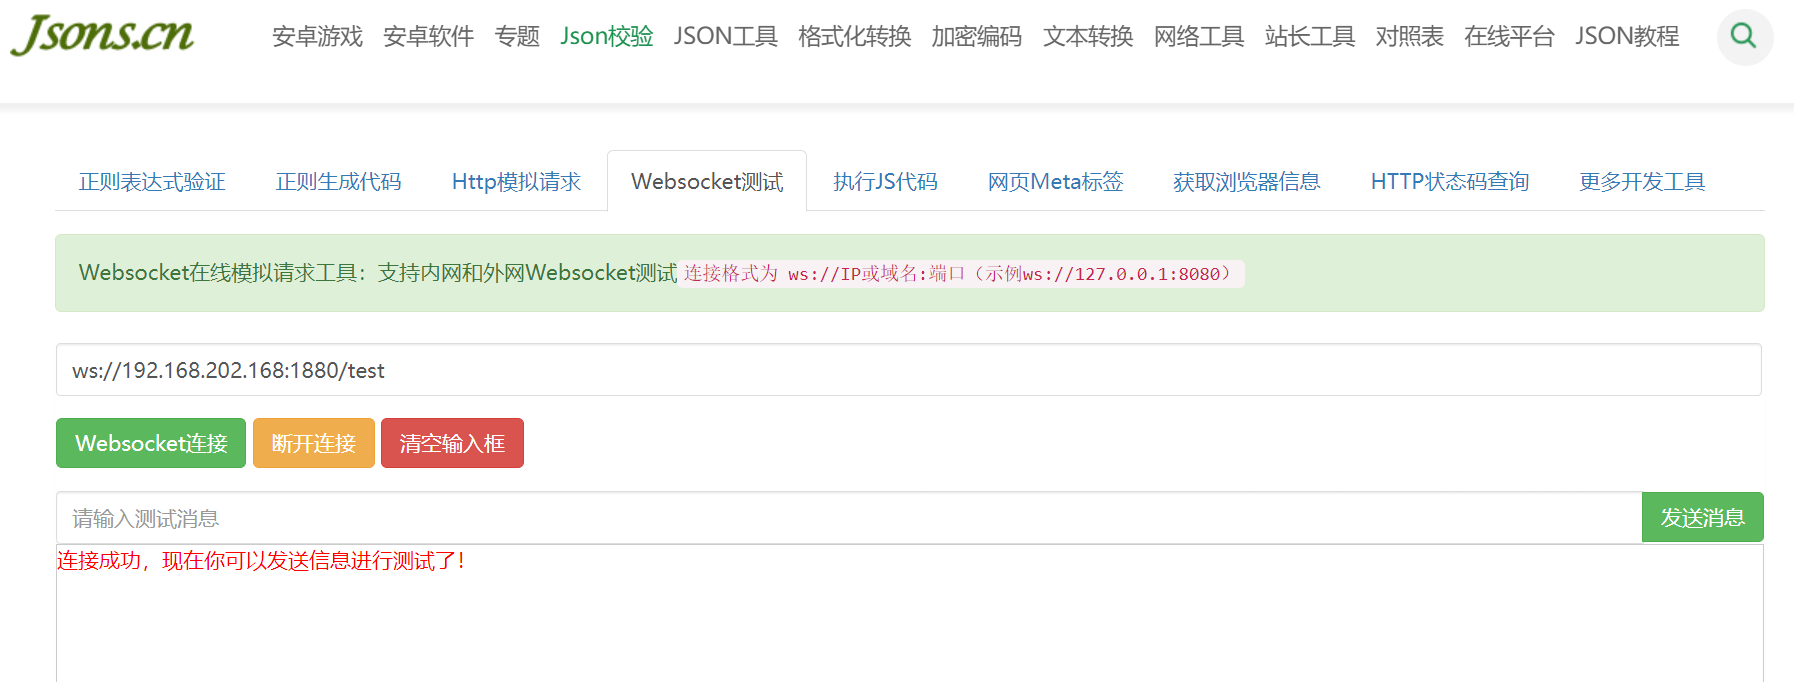 Jsons.cn
安卓游戏 安卓软件 专题 Json校验 JSON工具 格式化转换 加密编码 文本转换 网络工具 站长工具 对照表 在线平台 JSON教程
正则表达式验证 正则生成代码 Http模拟请求 Websocket测试 执行JS代码 网页Meta标签 获取浏览器信息 HTTP状态码查询 更多开发工具
Websocket在线模拟请求工具：支持内网和外网Websocket测试 连接格式为 ws://IP或域名:端口（示例ws://127.0.0.1:8080）
ws://192.168.202.168:1880/test
Websocket连接 断开连接 清空输入框
请输入测试消息 发送消息
连接成功，现在你可以发送信息进行测试了！